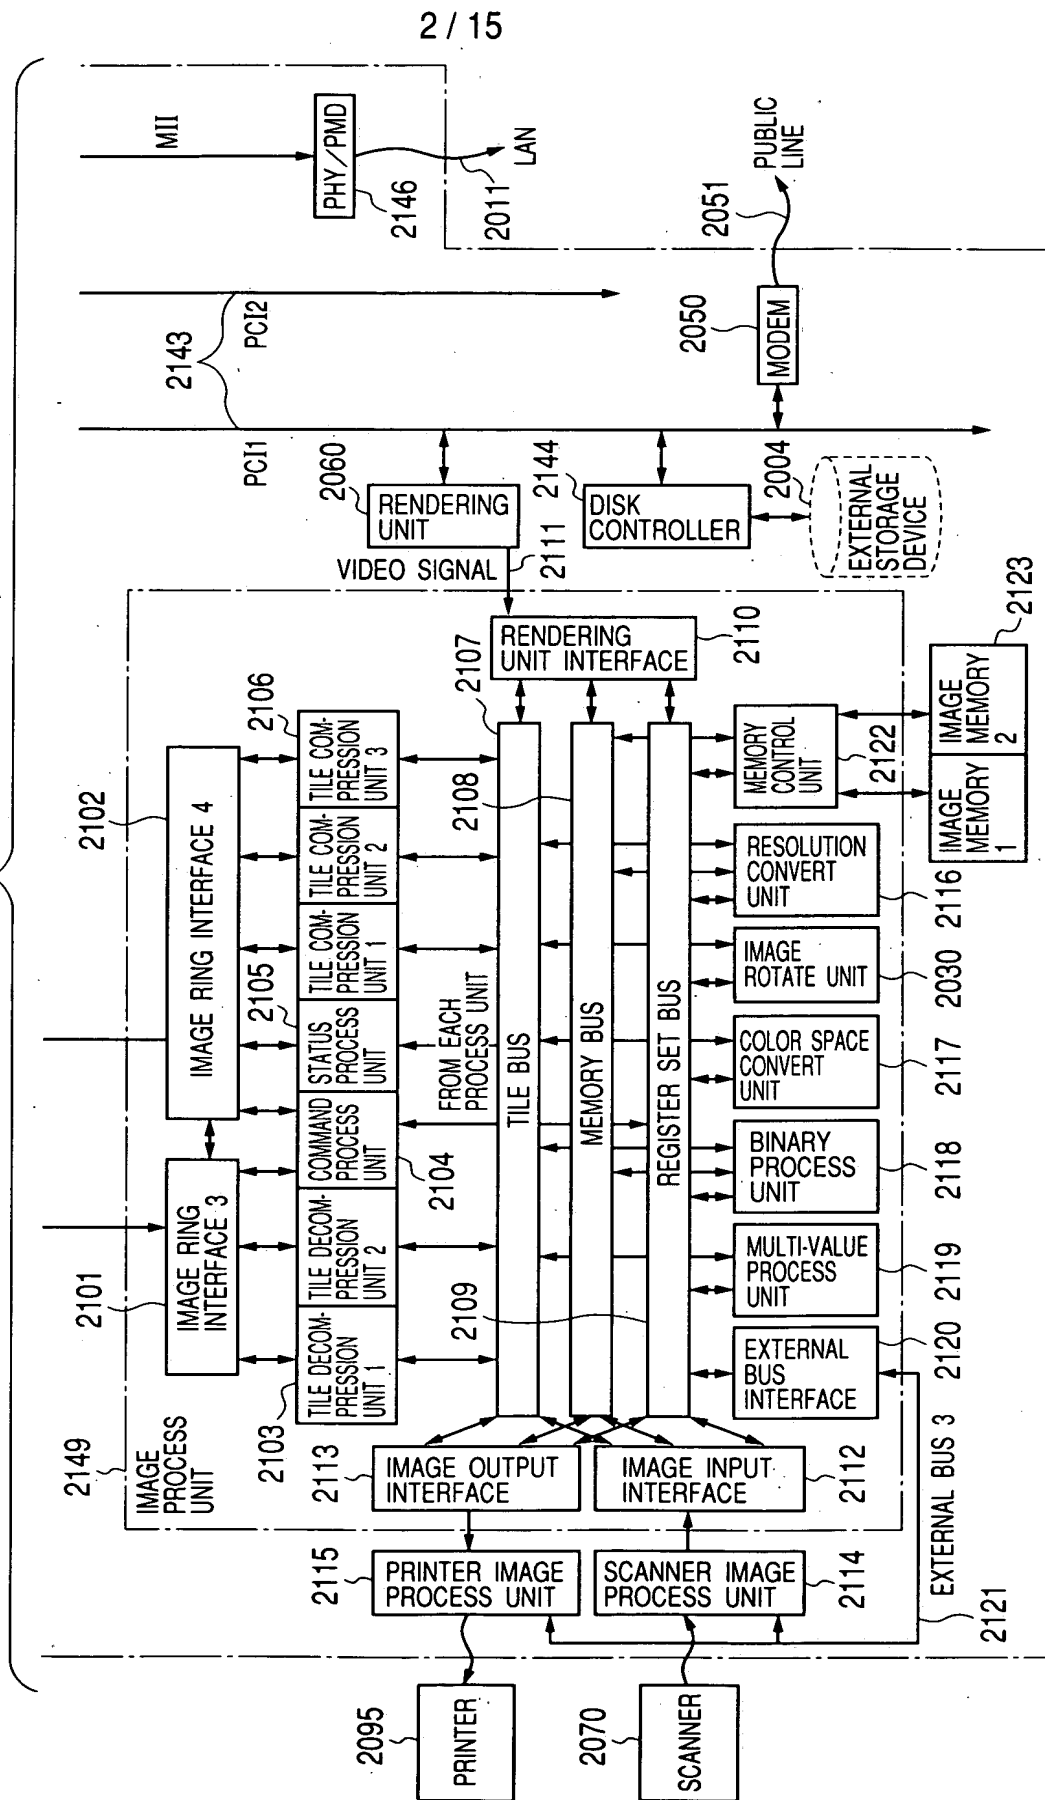 2 / 15
MII
PHY/PMD
2146
2011
LAN
PUBLIC
LINE
2051
2050
MODEM
2143
PCI2
PCI1
2060
RENDERING
UNIT
2144
DISK
CONTROLLER
2004
EXTERNAL
STORAGE
DEVICE
VIDEO SIGNAL
2111
RENDERING
UNIT INTERFACE
2110
2102
IMAGE RING INTERFACE 4
2101
IMAGE RING
INTERFACE 3
2106
TILE COM-
PRESSION
UNIT 3
TILE COM-
PRESSION
UNIT 2
TILE COM-
PRESSION
UNIT 1
2105
STATUS
PROCESS
UNIT
COMMAND
PROCESS
UNIT
2104
TILE DECOM-
PRESSION
UNIT 2
TILE DECOM-
PRESSION
UNIT 1
2103
FROM EACH
PROCESS UNIT
2107
TILE BUS
2108
MEMORY BUS
2109
REGISTER SET BUS
MEMORY
CONTROL
UNIT
2122
IMAGE MEMORY
2
IMAGE MEMORY
1
2123
RESOLUTION
CONVERT
UNIT
2116
IMAGE
ROTATE UNIT
2030
COLOR SPACE
CONVERT
UNIT
2117
BINARY
PROCESS
UNIT
2118
MULTI-VALUE
PROCESS
UNIT
2119
EXTERNAL
BUS
INTERFACE
2120
2149
IMAGE
PROCESS
UNIT
2113
IMAGE OUTPUT
INTERFACE
IMAGE INPUT
INTERFACE
2112
2115
PRINTER IMAGE
PROCESS UNIT
SCANNER IMAGE
PROCESS UNIT
2114
EXTERNAL BUS 3
2121
2095
PRINTER
2070
SCANNER